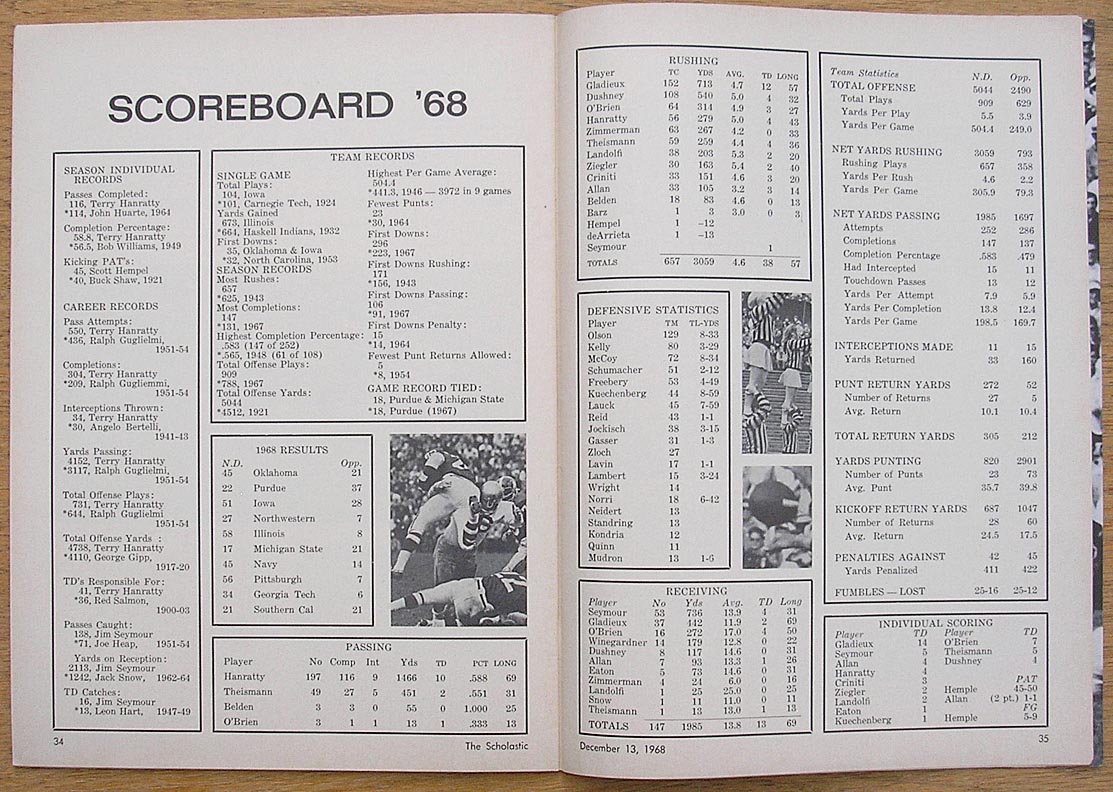 SCOREBOARD '68
SEASON INDIVIDUAL
RECORDS
Passes Completed:
116, Terry Hanratty
*114, John Huarte, 1964
Completion Percentage:
58.8, Terry Hanratty
*56.5, Bob Williams, 1949
Kicking PAT's:
45, Scott Hempel
*40, Buck Shaw, 1921
CAREER RECORDS
Pass Attempts:
550, Terry Hanratty
*436, Ralph Guglielmi,
1951-54
Completions:
304, Terry Hanratty
*209, Ralph Gugliemmi,
1951-54
Interceptions Thrown:
34, Terry Hanratty
*30, Angelo Bertelli,
1941-43
Yards Passing:
4152, Terry Hanratty
*3117, Ralph Guglielmi,
1951-54
Total Offense Plays:
731, Terry Hanratty
*644, Ralph Guglielmi
1951-54
Total Offense Yards :
4738, Terry Hanratty
*4110, George Gipp,
1917-20
TD's Responsible For:
41, Terry Hanratty
*36, Red Salmon,
1900-03
Passes Caught:
138, Jim Seymour
*71, Joe Heap, 1951-54
Yards on Reception:
2113, Jim Seymour
*1242, Jack Snow, 1962-64
TD Catches:
16, Jim Seymour
*13, Leon Hart, 1947-49
TEAM RECORDS
SINGLE GAME
Total Plays:
104, Iowa
*101, Carnegie Tech, 1924
Yards Gained
673, Illinois
*664, Haskell Indians, 1932
First Downs:
35, Oklahoma & Iowa
*32, North Carolina, 1953
SEASON RECORDS
Most Rushes:
657
*625, 1943
Most Completions:
147
*131, 1967
Highest Completion Percentage:
.583 (147 of 252)
*.565, 1948 (61 of 108)
Total Offense Plays:
909
*788, 1967
Total Offense Yards:
5044
*4512, 1921
Highest Per Game Average:
504.4
*441.3, 1946 — 3972 in 9 games
Fewest Punts:
23
*30, 1964
First Downs:
296
*223, 1967
First Downs Rushing:
171
*156, 1943
First Downs Passing:
106
*91, 1967
First Downs Penalty:
15
*14, 1964
Fewest Punt Returns Allowed:
5
*8, 1954
GAME RECORD TIED:
18, Purdue & Michigan State
*18, Purdue (1967)
1968 RESULTS
N.D. Opp.
45 Oklahoma 21
22 Purdue 37
51 Iowa 28
27 Northwestern 7
58 Illinois 8
17 Michigan State 21
45 Navy 14
56 Pittsburgh 7
34 Georgia Tech 6
21 Southern Cal 21
PASSING
Player No Comp Int Yds TD PCT LONG
Hanratty 197 116 9 1466 10 .588 69
Theismann 49 27 5 451 2 .551 31
Belden 3 3 0 55 0 1.000 25
O'Brien 3 1 1 13 1 .333 13
34
The Scholastic
RUSHING
Player TC YDS AVG. TD LONG
Gladieux 152 713 4.7 12 57
Dushney 108 540 5.0 4 32
O'Brien 64 314 4.9 3 27
Hanratty 56 279 5.0 4 43
Zimmerman 63 267 4.2 0 33
Theismann 59 259 4.4 4 36
Landolfi 38 203 5.3 2 20
Ziegler 30 163 5.4 2 40
Criniti 33 151 4.6 3 20
Allan 33 105 3.2 3 14
Belden 18 83 4.6 0 13
Barz 1 3 3.0 0 3
Hempel 1 -12
deArrieta 1 -13
Seymour 1
TOTALS 657 3059 4.6 38 57
DEFENSIVE STATISTICS
Player TM TL-YDS
Olson 129 8-33
Kelly 80 3-29
McCoy 72 8-34
Schumacher 51 2-12
Freebery 53 4-49
Kuechenberg 44 8-59
Lauck 45 7-59
Reid 43 1-1
Jockisch 38 3-15
Gasser 31 1-3
Zloch 27
Lavin 17 1-1
Lambert 15 3-24
Wright 14
Norri 18 6-42
Neidert 13
Standring 13
Kondria 12
Quinn 11
Mudron 13 1-6
RECEIVING
Player No Yds Avg. TD Long
Seymour 53 736 13.9 4 31
Gladieux 37 442 11.9 2 69
O'Brien 16 272 17.0 4 50
Winegardner 14 179 12.8 0 22
Dushney 8 117 14.6 0 31
Allan 7 93 13.3 1 26
Eaton 5 73 14.6 0 31
Zimmerman 4 24 6.0 0 16
Landolfi 1 25 25.0 0 25
Snow 1 11 11.0 0 11
Theismann 1 13 13.0 1 13
TOTALS 147 1985 13.8 13 69
Team Statistics N.D. Opp.
TOTAL OFFENSE 5044 2490
Total Plays 909 629
Yards Per Play 5.5 3.9
Yards Per Game 504.4 249.0
NET YARDS RUSHING 3059 793
Rushing Plays 657 358
Yards Per Rush 4.6 2.2
Yards Per Game 305.9 79.3
NET YARDS PASSING 1985 1697
Attempts 252 286
Completions 147 137
Completion Percntage .583 .479
Had Intercepted 15 11
Touchdown Passes 13 12
Yards Per Attempt 7.9 5.9
Yards Per Completion 13.8 12.4
Yards Per Game 198.5 169.7
INTERCEPTIONS MADE 11 15
Yards Returned 33 160
PUNT RETURN YARDS 272 52
Number of Returns 27 5
Avg. Return 10.1 10.4
TOTAL RETURN YARDS 305 212
YARDS PUNTING 820 2901
Number of Punts 23 73
Avg. Punt 35.7 39.8
KICKOFF RETURN YARDS 687 1047
Number of Returns 28 60
Avg. Return 24.5 17.5
PENALTIES AGAINST 42 45
Yards Penalized 411 422
FUMBLES — LOST 25-16 25-12
INDIVIDUAL SCORING
Player TD Player TD
Gladieux 14 O'Brien 7
Seymour 5 Theismann 5
Allan 4 Dushney 4
Hanratty 4
Criniti 3 PAT
Ziegler 2 Hemple 45-50
Landolfi 2 Allan (2 pt.) 1-1
Eaton FG
Kuechenberg 1 Hemple 5-9
December 13, 1968
35